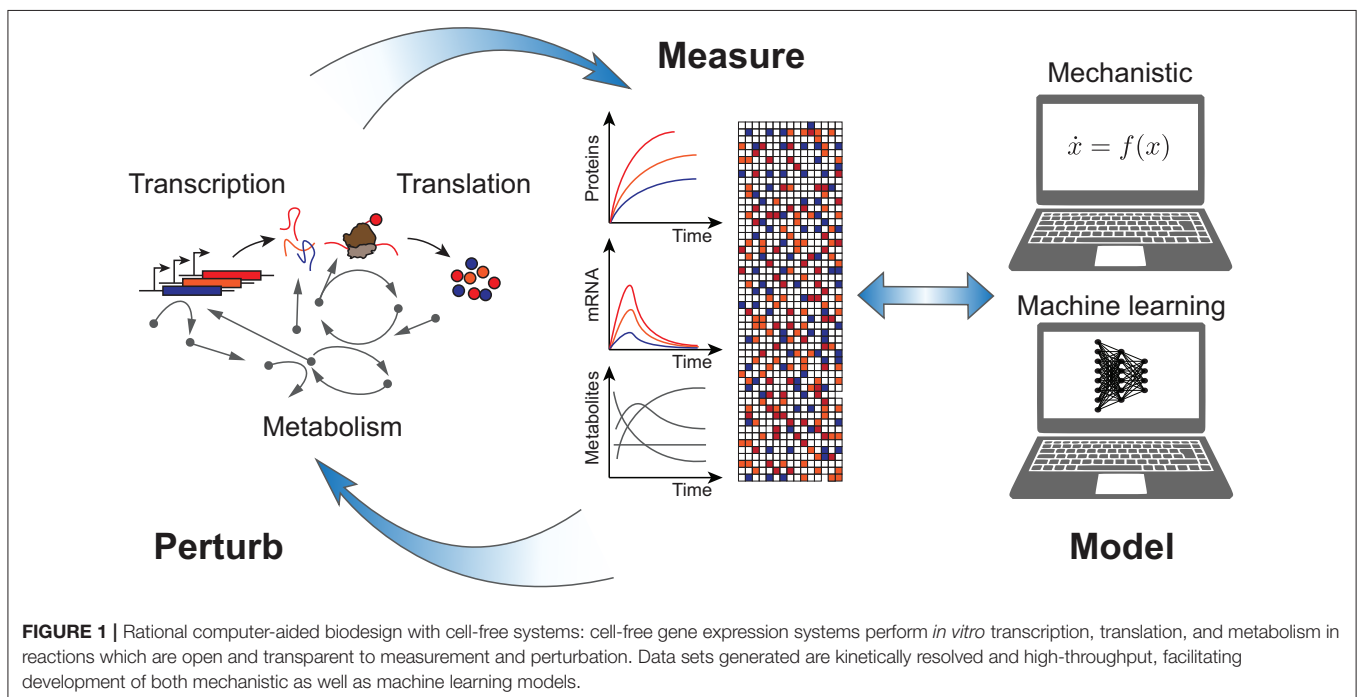 Measure
Mechanistic
ẋ = f(x)
Transcription
Translation
Proteins
Time
mRNA
Time
Machine learning
Metabolism
Metabolites
Time
Perturb
Model
FIGURE 1 | Rational computer-aided biodesign with cell-free systems: cell-free gene expression systems perform in vitro transcription, translation, and metabolism in
reactions which are open and transparent to measurement and perturbation. Data sets generated are kinetically resolved and high-throughput, facilitating
development of both mechanistic as well as machine learning models.